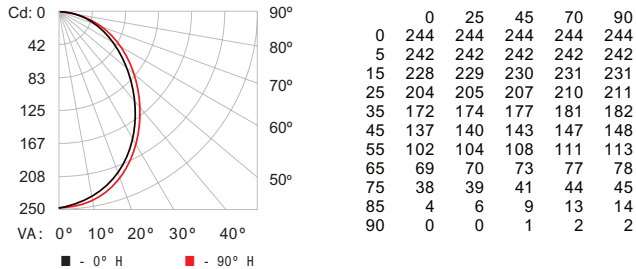 Cd: 0
42
83
125
167
208
250
90º
80º
70º
60º
50º
VA: 0º 10º 20º 30º 40º
- 0º H - 90º H
0 25 45 70 90
0 244 244 244 244 244
5 242 242 242 242 242
15 228 229 230 231 231
25 204 205 207 210 211
35 172 174 177 181 182
45 137 140 143 147 148
55 102 104 108 111 113
65 69 70 73 77 78
75 38 39 41 44 45
85 4 6 9 13 14
90 0 0 1 2 2